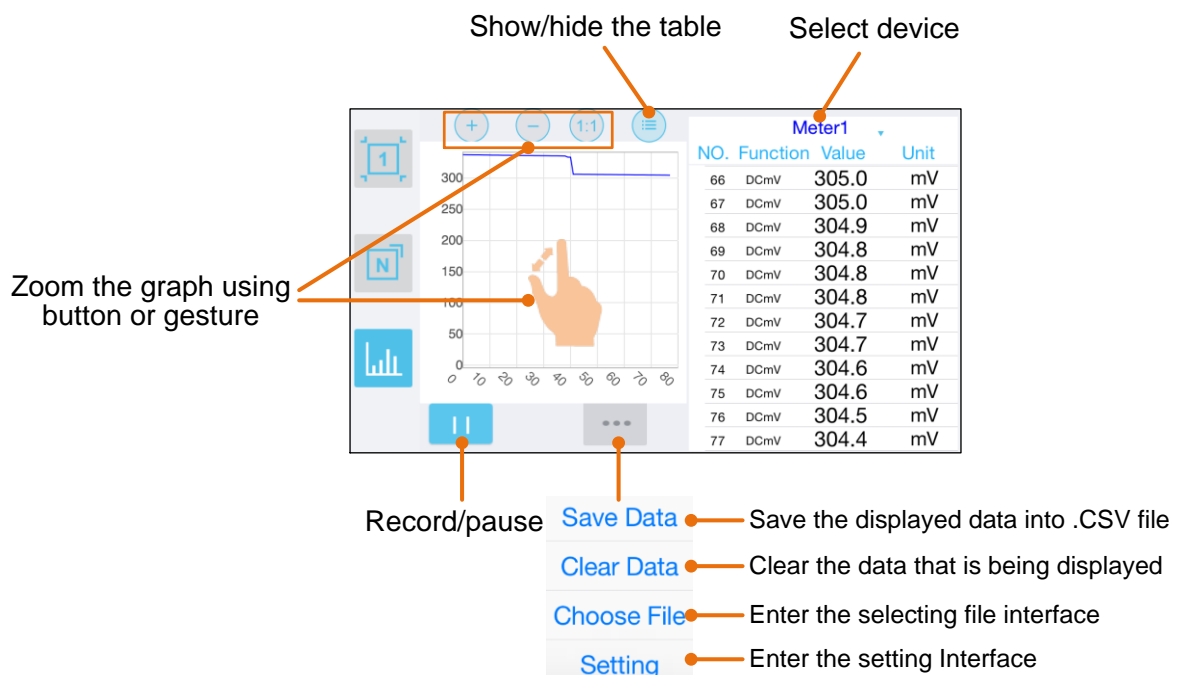 Show/hide the table
Select device
+
−
1:1
Meter1
1
NO. Function Value Unit
300
250
200
150
100
50
0
0 10 20 30 40 50 60 70 80
66 DCmV 305.0 mV
67 DCmV 305.0 mV
68 DCmV 304.9 mV
69 DCmV 304.8 mV
70 DCmV 304.8 mV
71 DCmV 304.8 mV
72 DCmV 304.7 mV
73 DCmV 304.7 mV
74 DCmV 304.6 mV
75 DCmV 304.6 mV
76 DCmV 304.5 mV
77 DCmV 304.4 mV
N
Zoom the graph using
button or gesture
Record/pause
Save Data
Save the displayed data into .CSV file
Clear Data
Clear the data that is being displayed
Choose File
Enter the selecting file interface
Setting
Enter the setting Interface